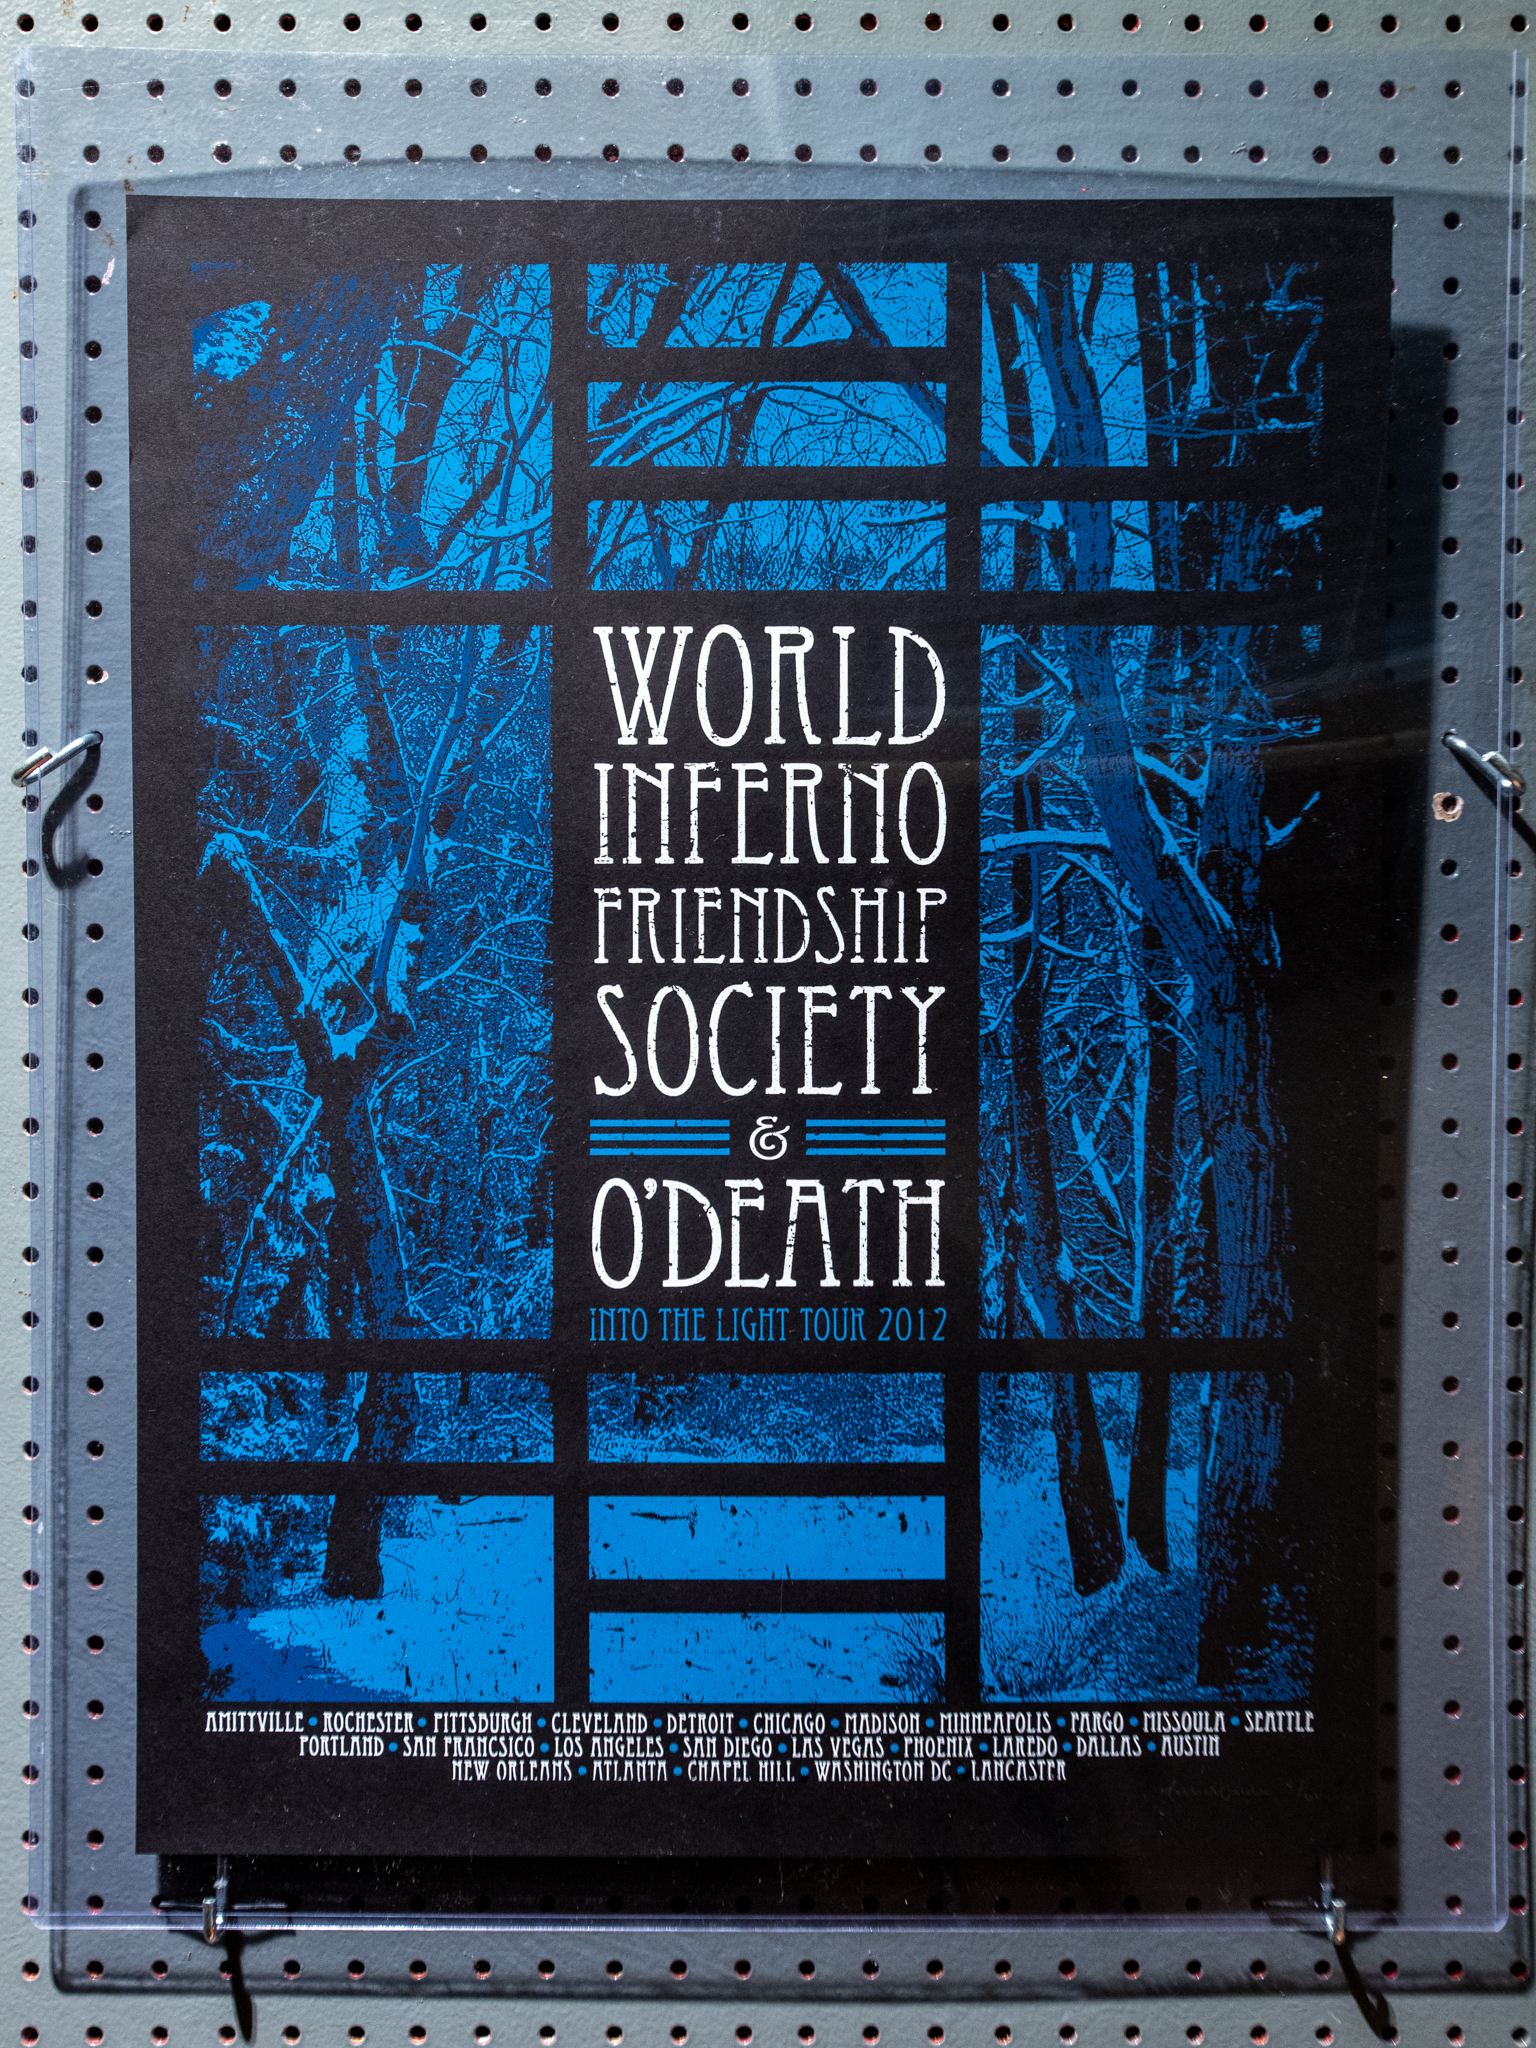 WORLD
INFERNO
FRIENDSHIP
SOCIETY
&
O'DEATH
INTO THE LIGHT TOUR 2012
AMITYVILLE • ROCHESTER • PITTSBURGH • CLEVELAND • DETROIT • CHICAGO • MADISON • MINNEAPOLIS • FARGO • MISSOULA • SEATTLE
PORTLAND • SAN FRANCSICO • LOS ANGELES • SAN DIEGO • LAS VEGAS • PHOENIX • LAREDO • DALLAS • AUSTIN
NEW ORLEANS • ATLANTA • CHAPEL HILL • WASHINGTON DC • LANCASTER